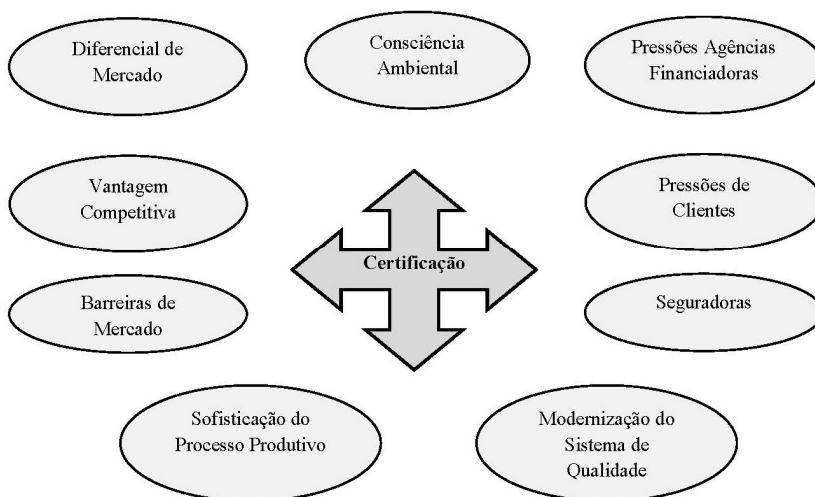 Diferencial de
Mercado
Consciência
Ambiental
Pressões Agências
Financiadoras
Vantagem
Competitiva
Pressões de
Clientes
Certificação
Barreiras de
Mercado
Seguradoras
Sofisticação do
Processo Produtivo
Modernização do
Sistema de
Qualidade